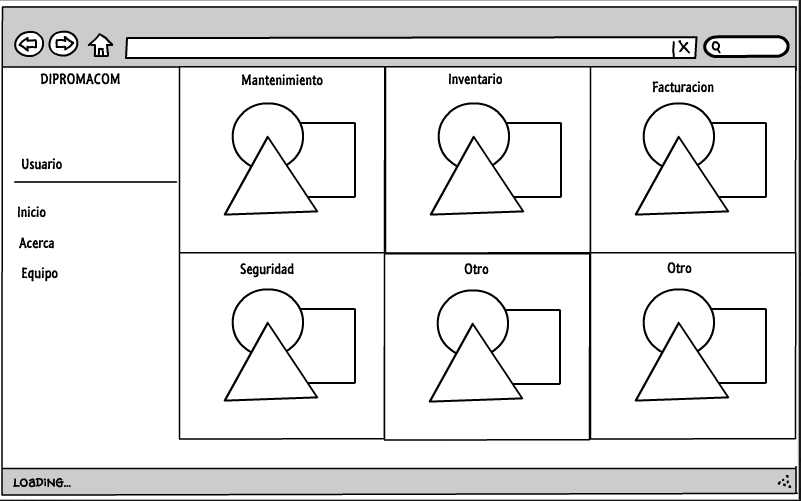 DIPROMACOM
Usuario
Inicio
Acerca
Equipo
Mantenimiento
Inventario
Facturacion
Seguridad
Otro
Otro
LOADING...